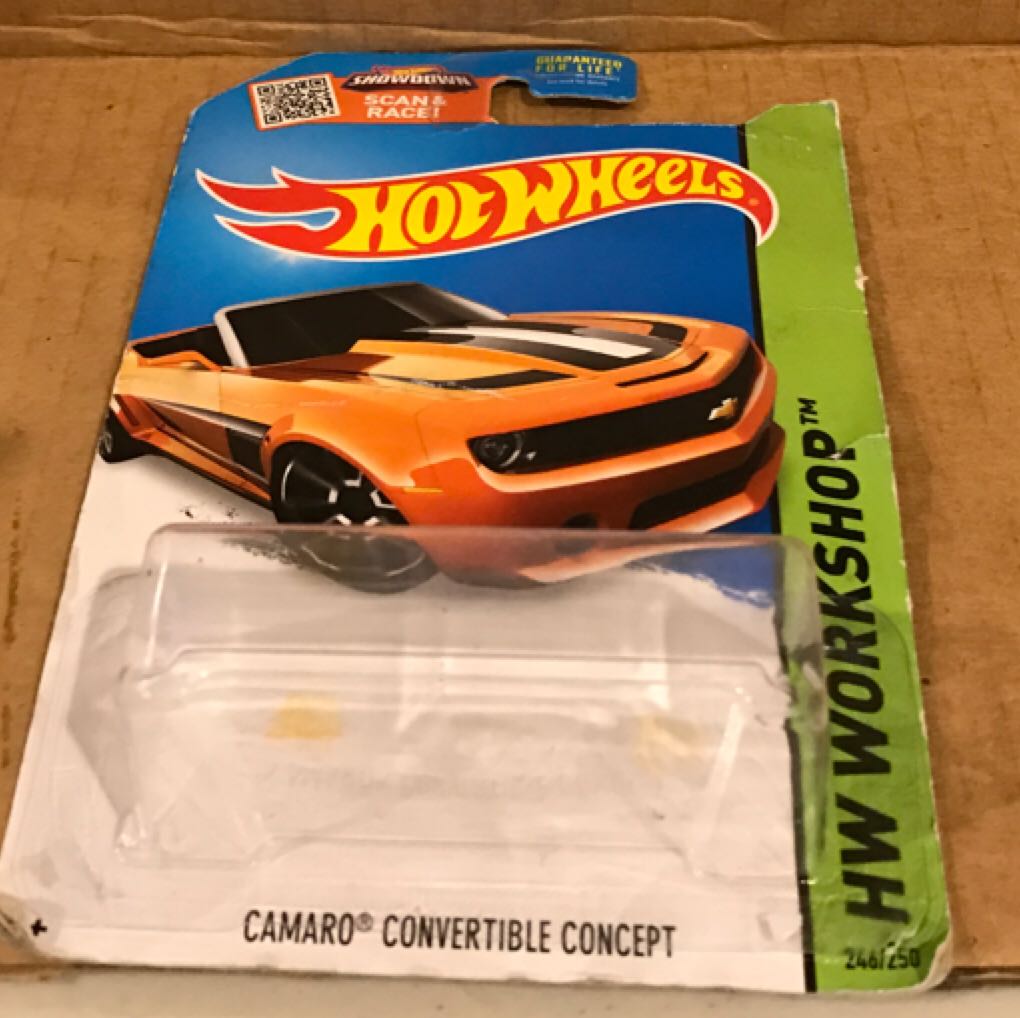 SHOWDOWN
SCAN &
RACE!
GUARANTEED
FOR LIFE
HOT WHEELS®
HW WORKSHOP™
CAMARO® CONVERTIBLE CONCEPT
246/250